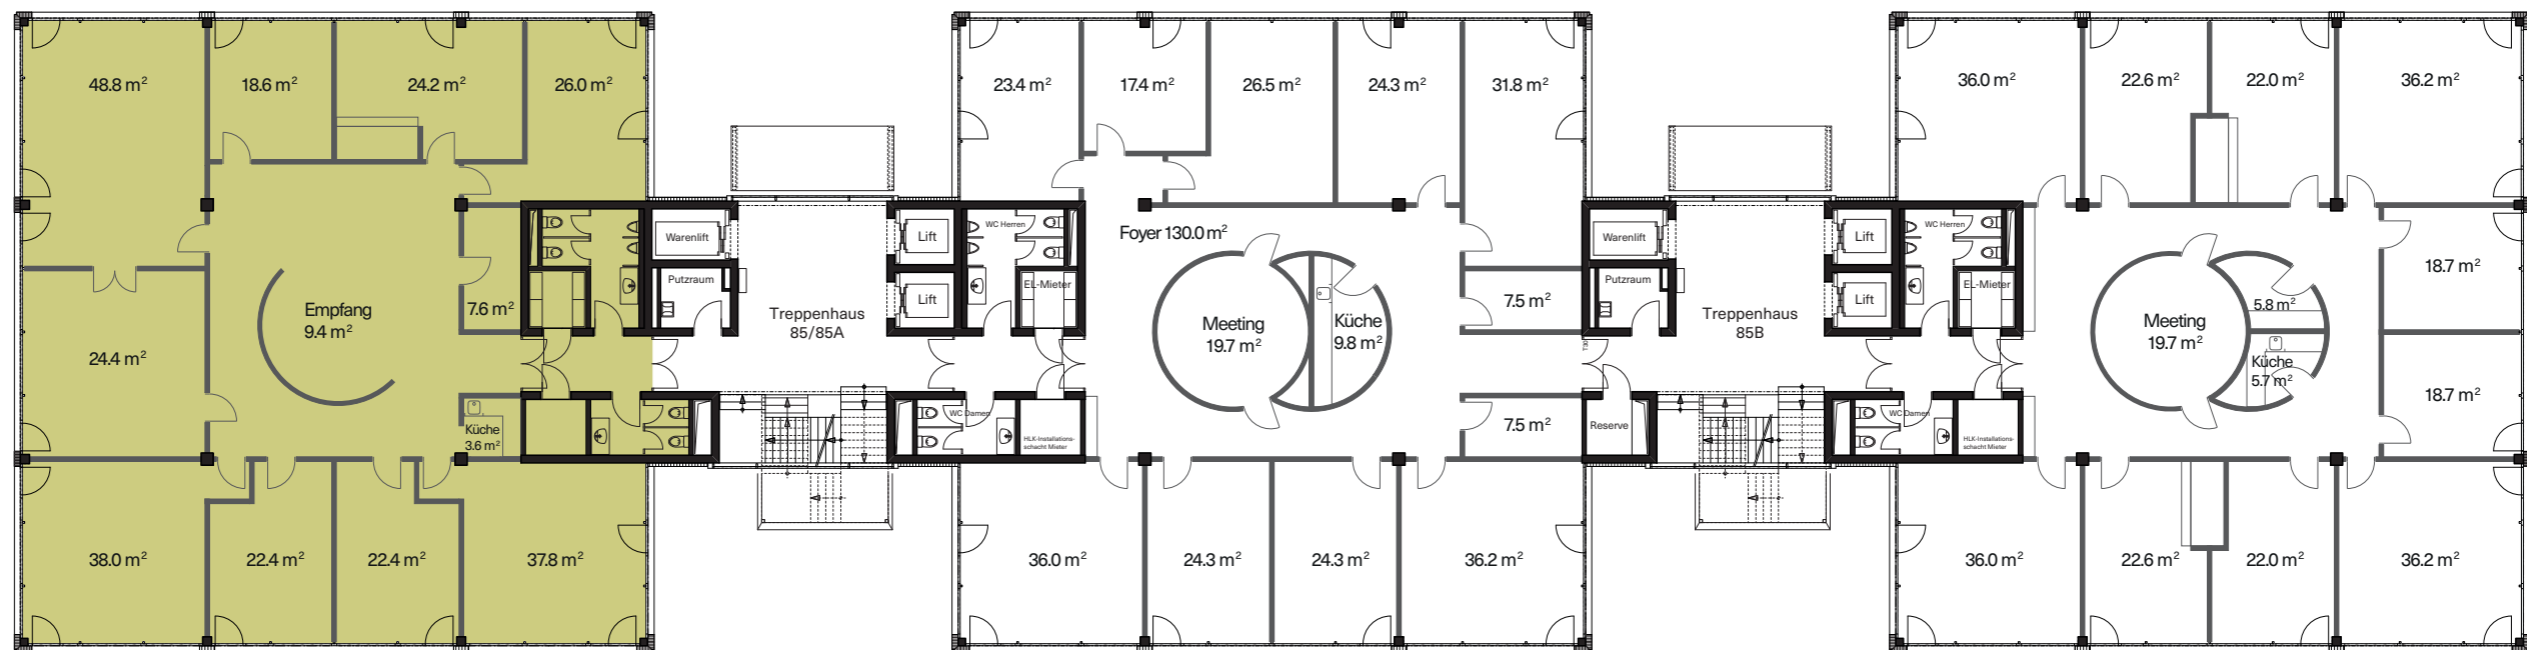 48.8 m²
18.6 m²
24.2 m²
26.0 m²
24.4 m²
Empfang
9.4 m²
7.6 m²
Küche
3.6 m²
38.0 m²
22.4 m²
22.4 m²
37.8 m²
Warenlift
Putzraum
Lift
Lift
Treppenhaus
85/85A
WC Herren
EL-Mieter
WC Damen
HLK-Installations-
schacht Mieter
23.4 m²
17.4 m²
26.5 m²
24.3 m²
31.8 m²
Foyer 130.0 m²
Meeting
19.7 m²
Küche
9.8 m²
7.5 m²
7.5 m²
36.0 m²
24.3 m²
24.3 m²
36.2 m²
Warenlift
Putzraum
T30
Reserve
Lift
Lift
Treppenhaus
85B
WC Herren
EL-Mieter
WC Damen
HLK-Installations-
schacht Mieter
36.0 m²
22.6 m²
22.0 m²
36.2 m²
Meeting
19.7 m²
5.8 m²
Küche
5.7 m²
18.7 m²
18.7 m²
36.0 m²
22.6 m²
22.0 m²
36.2 m²